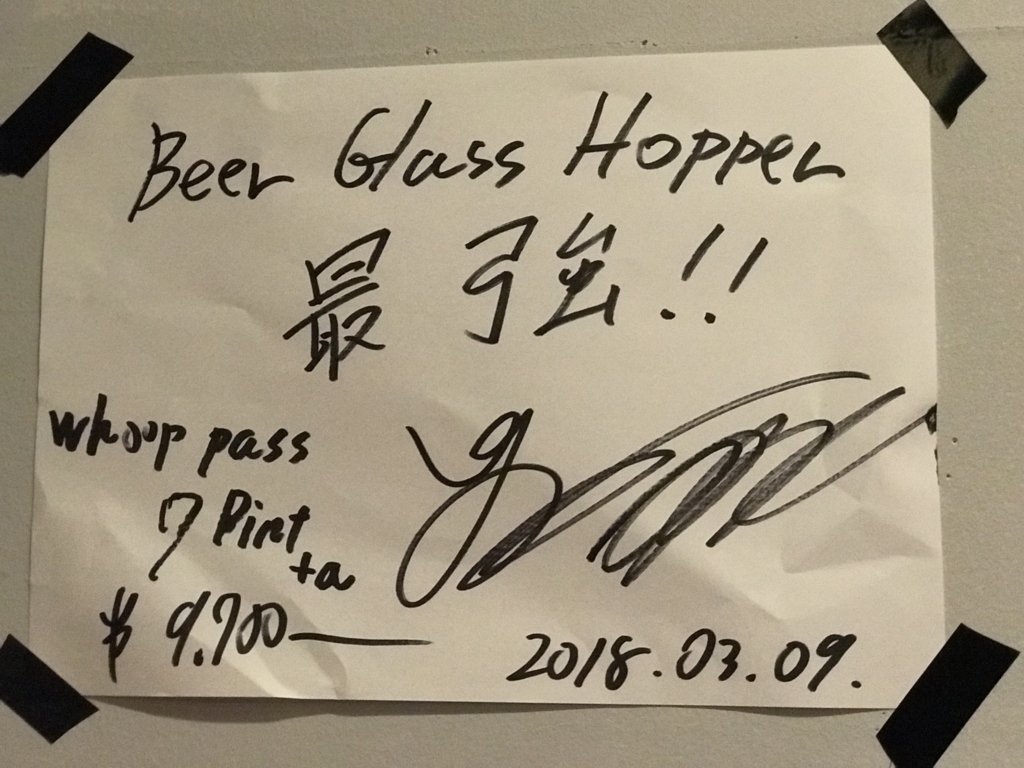 Beer Glass Hopper
最強!!
whoop pass
7 Pint
+a
¥ 9.700
2018.03.09.